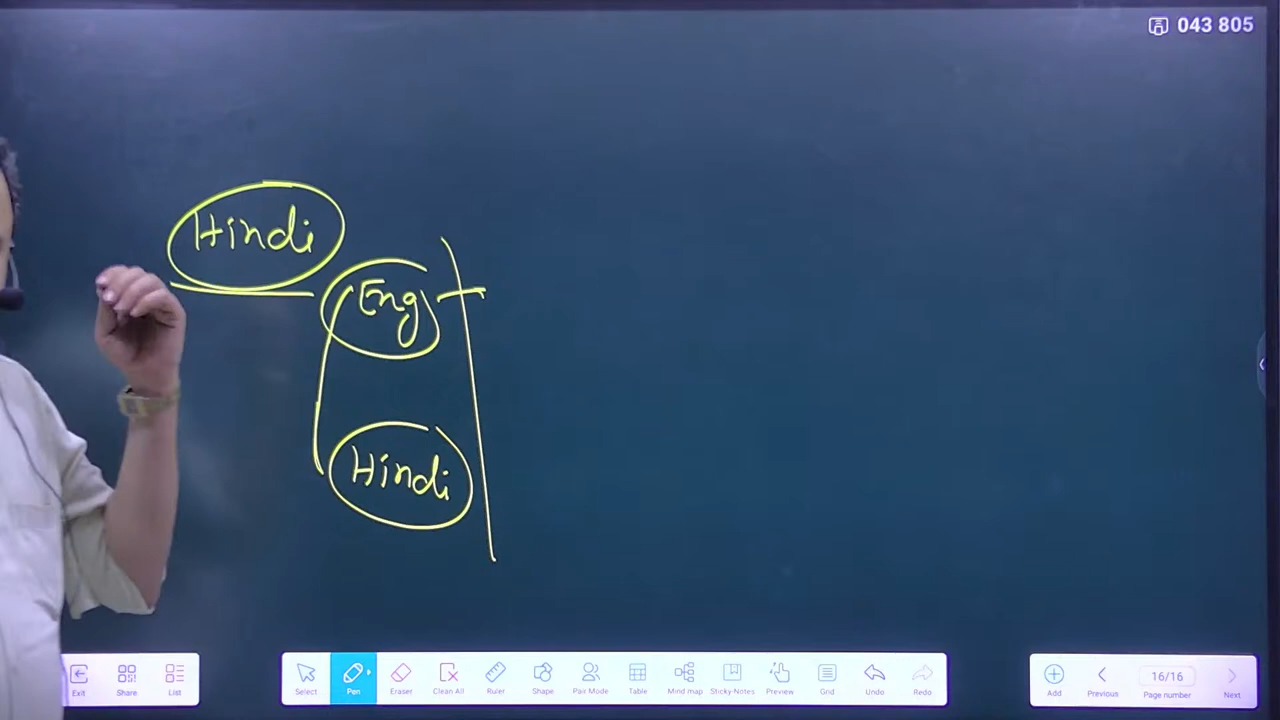 043 805
Hindi
Eng
Hindi
Exit
Share
List
Select
Pen
Eraser
Clean All
Ruler
Shape
Pair Mode
Table
Mind map
Sticky-Notes
Preview
Grid
Undo
Redo
Add
Previous
16/16
Page number
Next